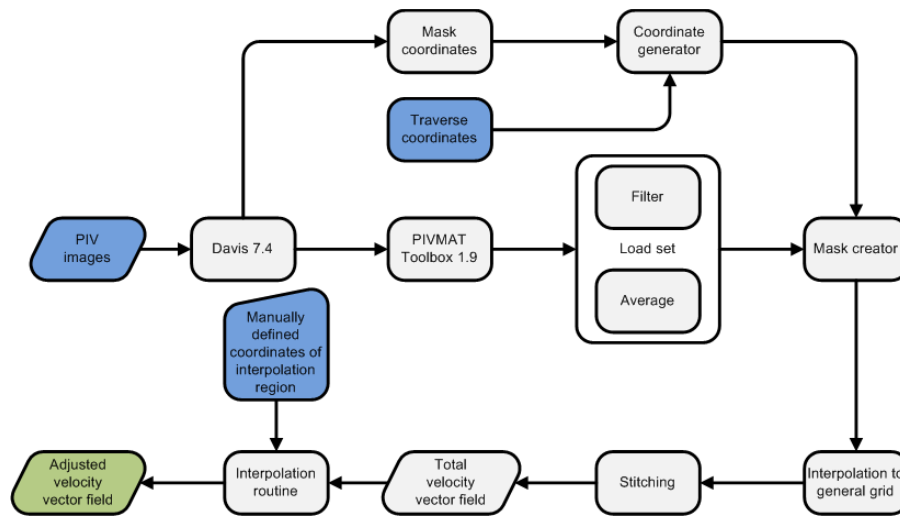 Mask
coordinates
Coordinate
generator
Traverse
coordinates
PIV
images
Davis 7.4
PIVMAT
Toolbox 1.9
Filter
Load set
Average
Mask creator
Manually
defined
coordinates of
interpolation
region
Adjusted
velocity
vector field
Interpolation
routine
Total
velocity
vector field
Stitching
Interpolation to
general grid